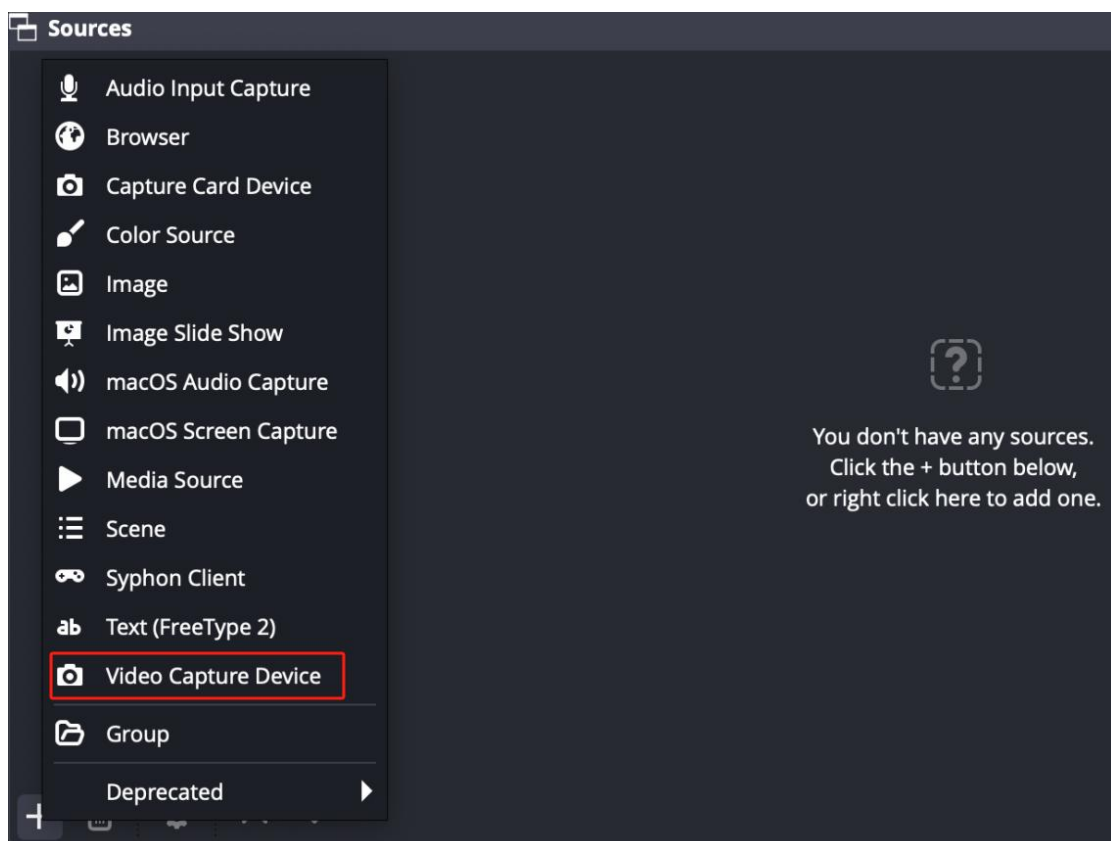 Sources
Audio Input Capture
Browser
Capture Card Device
Color Source
Image
Image Slide Show
macOS Audio Capture
macOS Screen Capture
Media Source
Scene
Syphon Client
ab Text (FreeType 2)
Video Capture Device
Group
Deprecated
You don't have any sources.
Click the + button below,
or right click here to add one.